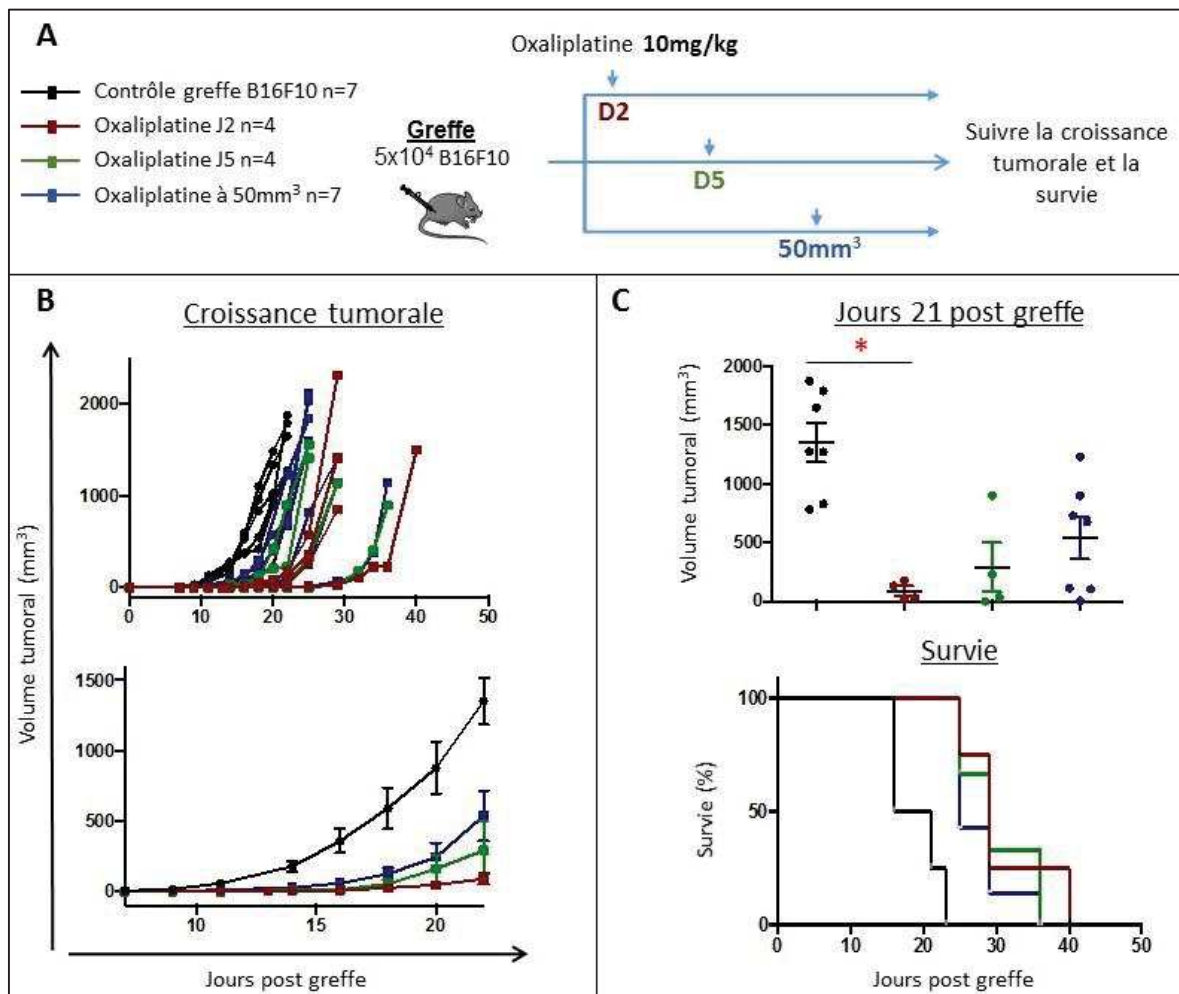 A
Contrôle greffe B16F10 n=7
Oxaliplatine J2 n=4
Oxaliplatine J5 n=4
Oxaliplatine à 50mm³ n=7
Greffe
5x10⁴ B16F10
Oxaliplatine 10mg/kg
D2
D5
50mm³
Suivre la croissance
tumorale et la
survie
B
Croissance tumorale
Volume tumoral (mm³)
2000
1000
0
0 10 20 30 40 50
1500
1000
500
0
10 15 20
Jours post greffe
C
Jours 21 post greffe
*
Volume tumoral (mm³)
2000
1500
1000
500
0
Survie
Survie (%)
100
50
0
0 10 20 30 40 50
Jours post greffe